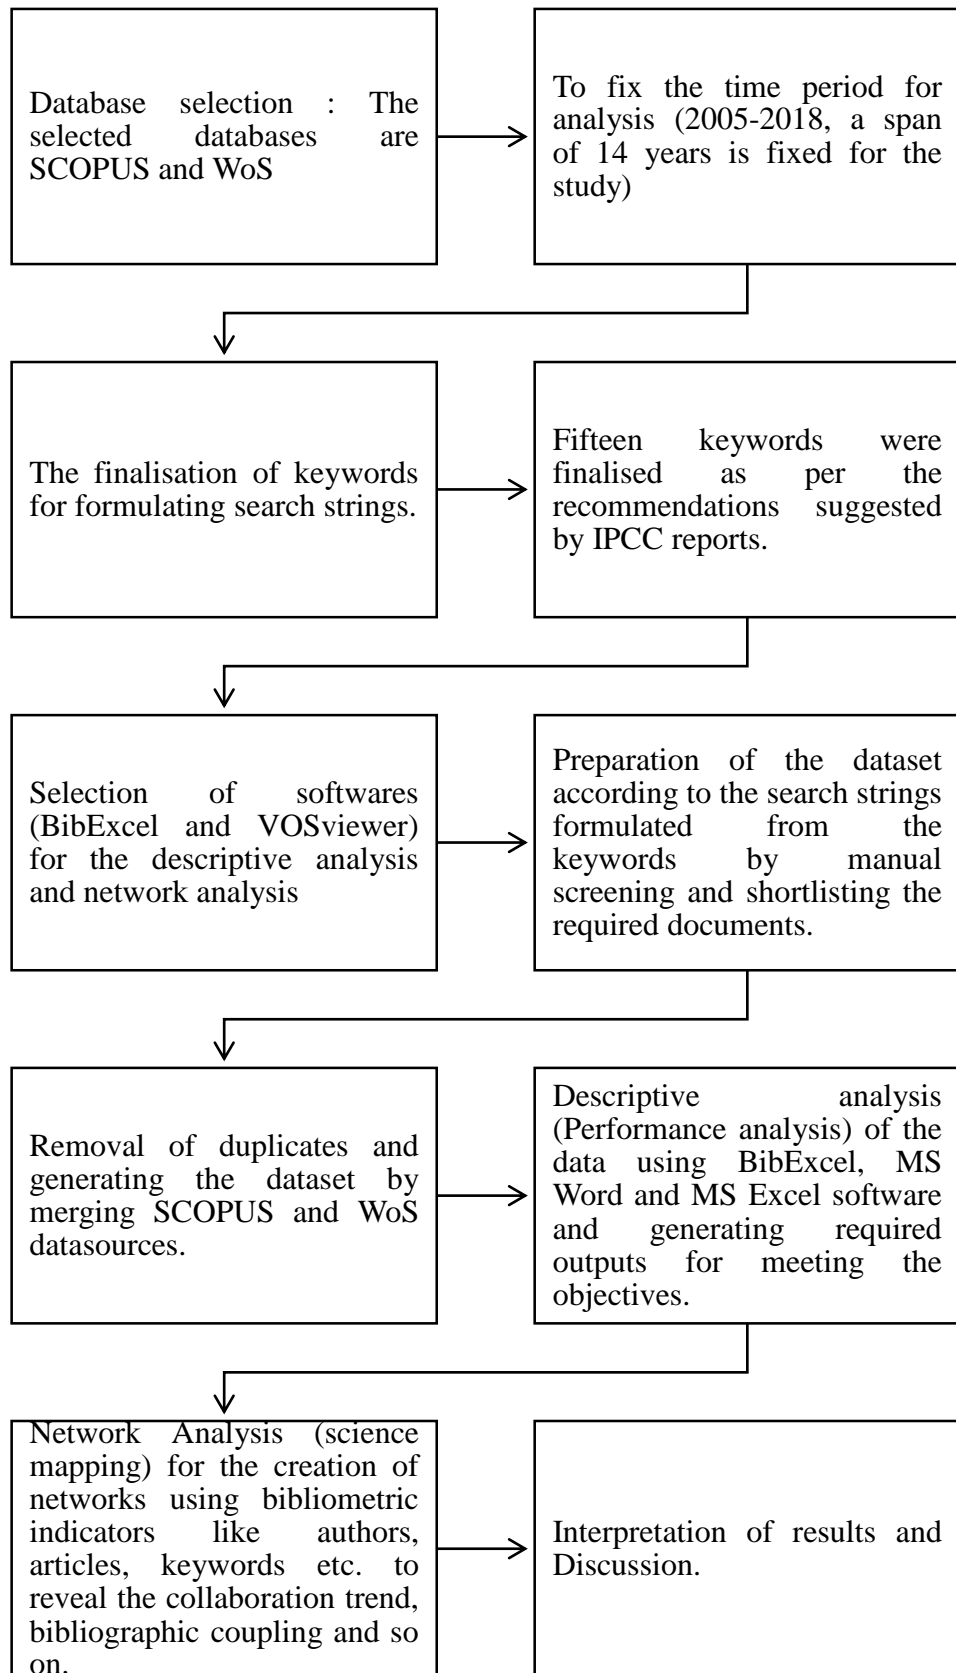 Database selection : The
selected databases are
SCOPUS and WoS
To fix the time period for
analysis (2005-2018, a span
of 14 years is fixed for the
study)
The finalisation of keywords
for formulating search strings.
Fifteen keywords were
finalised as per the
recommendations suggested
by IPCC reports.
Selection of softwares
(BibExcel and VOSviewer)
for the descriptive analysis
and network analysis
Preparation of the dataset
according to the search strings
formulated from the
keywords by manual
screening and shortlisting the
required documents.
Removal of duplicates and
generating the dataset by
merging SCOPUS and WoS
datasources.
Descriptive analysis
(Performance analysis) of the
data using BibExcel, MS
Word and MS Excel software
and generating required
outputs for meeting the
objectives.
Network Analysis (science
mapping) for the creation of
networks using bibliometric
indicators like authors,
articles, keywords etc. to
reveal the collaboration trend,
bibliographic coupling and so
on.
Interpretation of results and
Discussion.